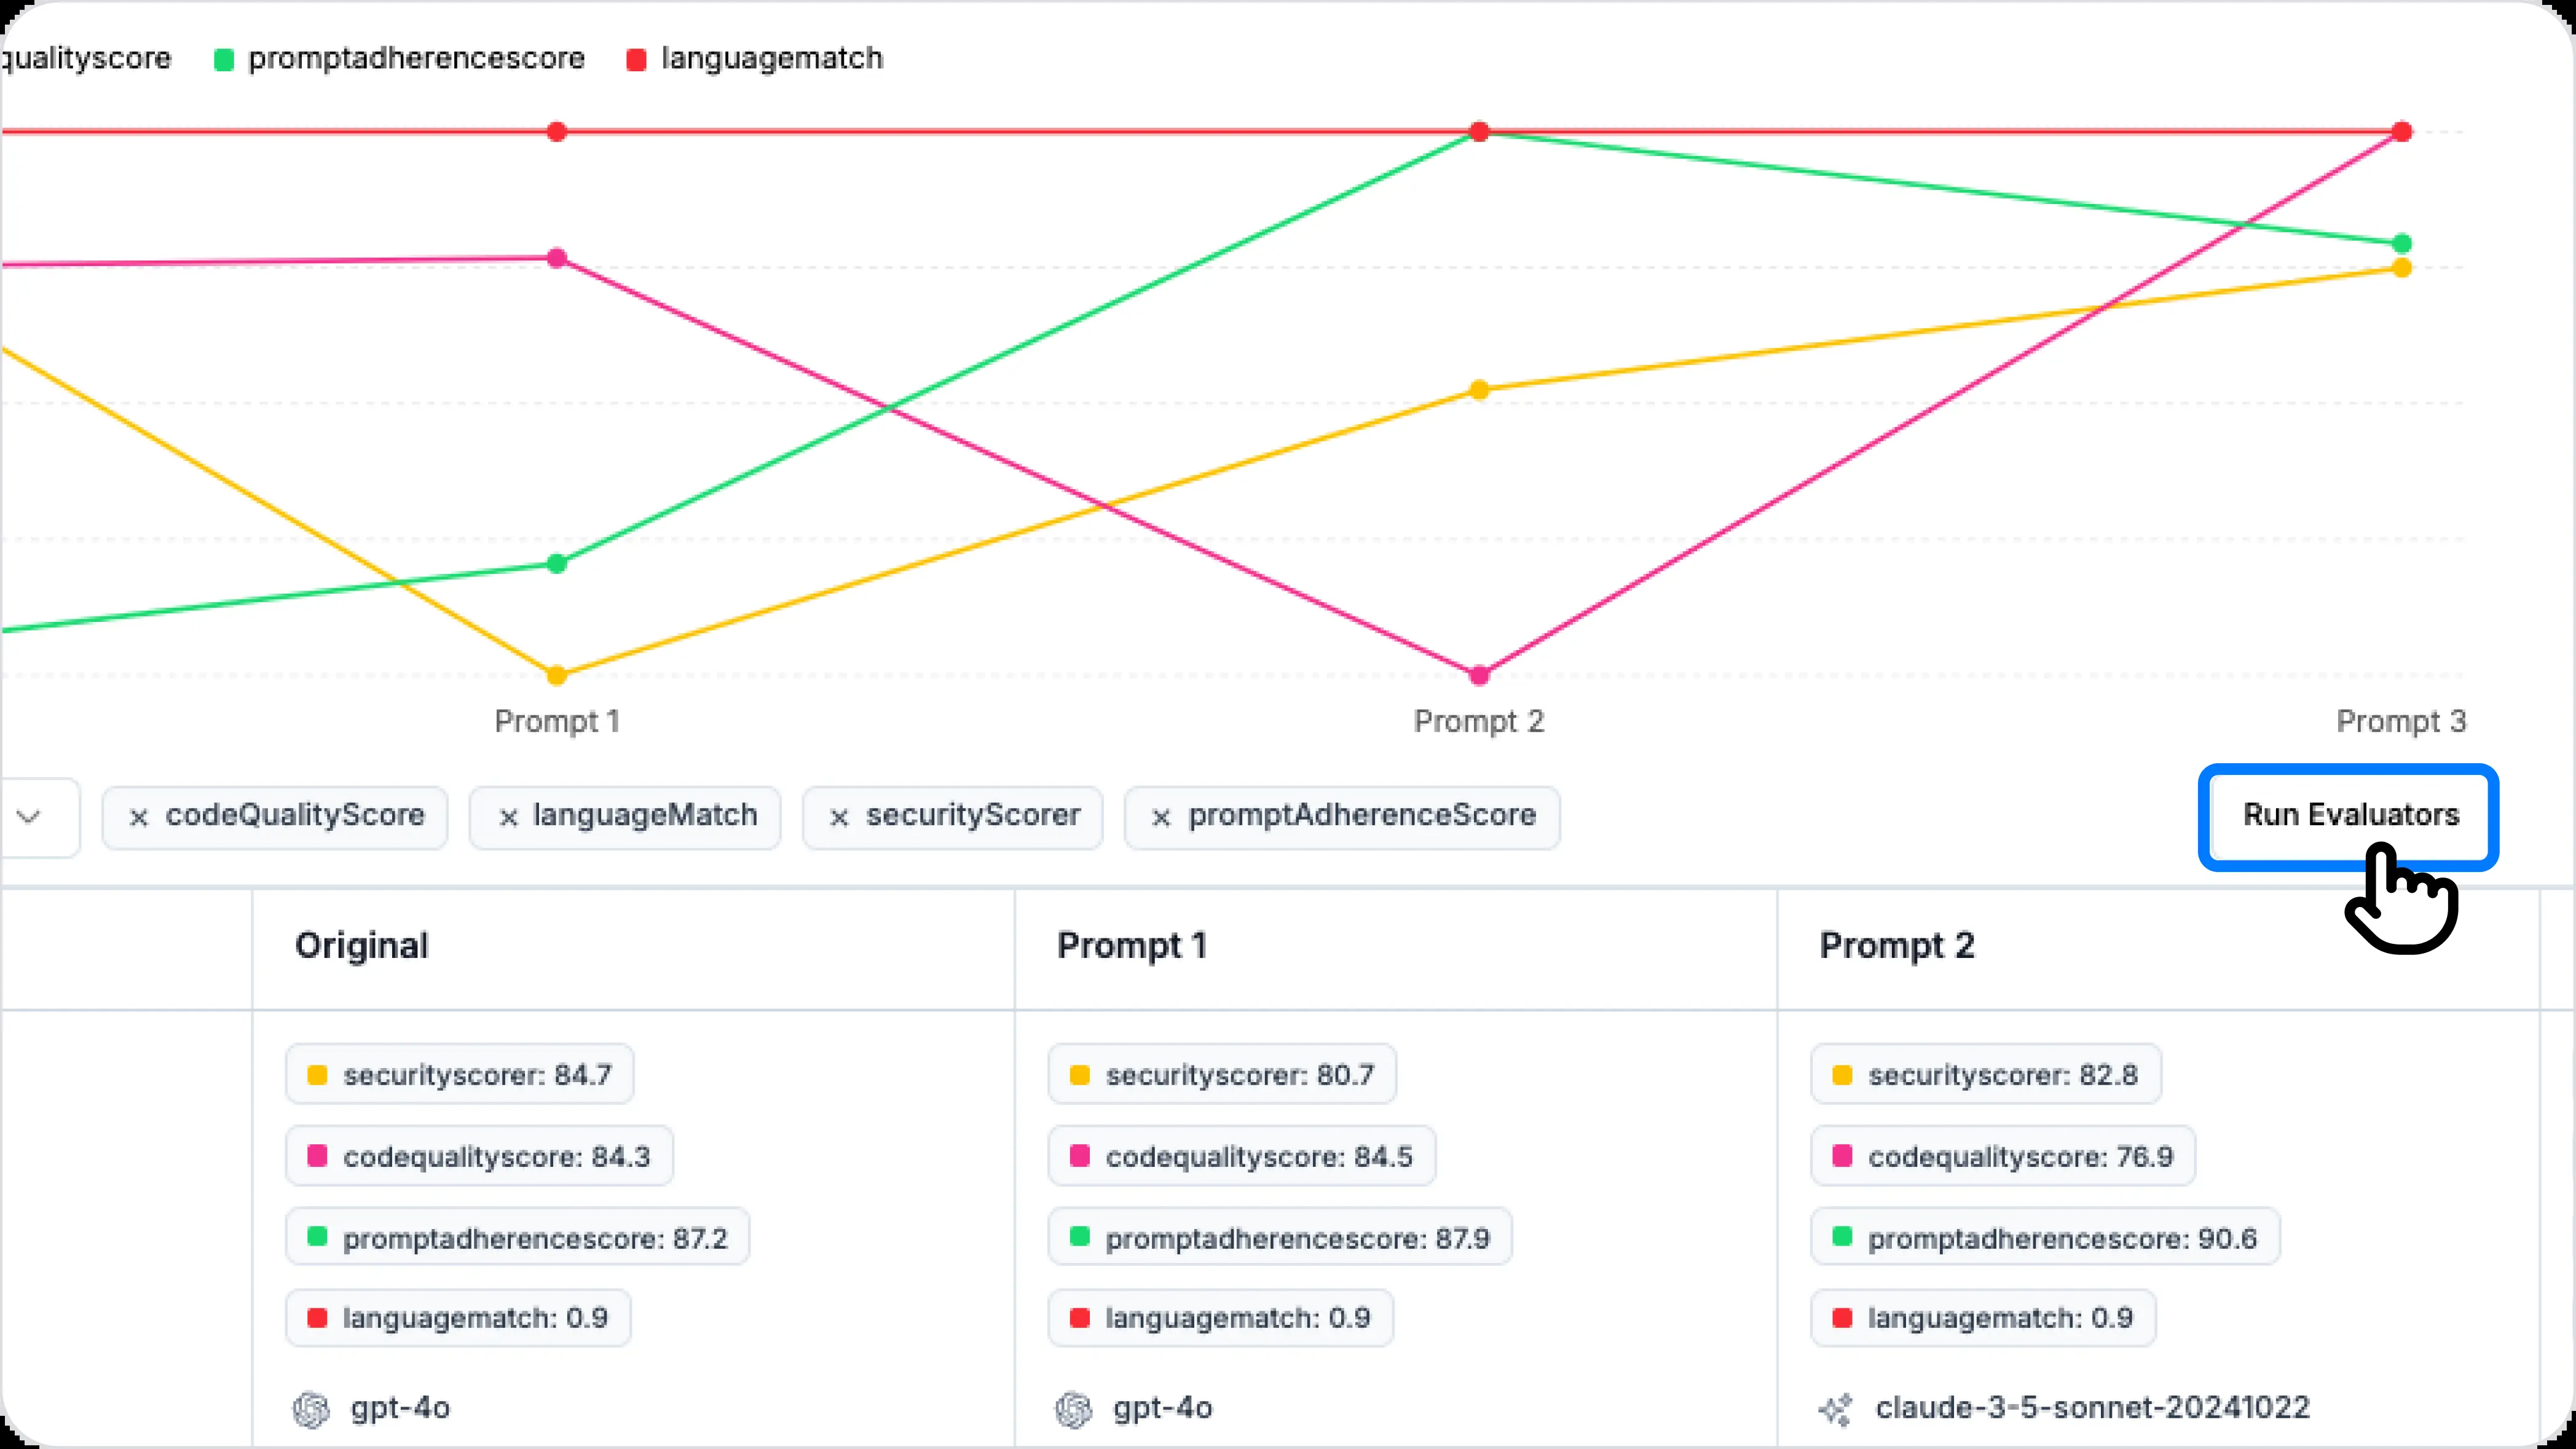 qualityscore promptadherencescore languagematch
Prompt 1 Prompt 2 Prompt 3
× codeQualityScore × languageMatch × securityScorer × promptAdherenceScore Run Evaluators
Original Prompt 1 Prompt 2
securityscorer: 84.7 securityscorer: 80.7 securityscorer: 82.8
codequalityscore: 84.3 codequalityscore: 84.5 codequalityscore: 76.9
promptadherencescore: 87.2 promptadherencescore: 87.9 promptadherencescore: 90.6
languagematch: 0.9 languagematch: 0.9 languagematch: 0.9
gpt-4o gpt-4o claude-3-5-sonnet-20241022